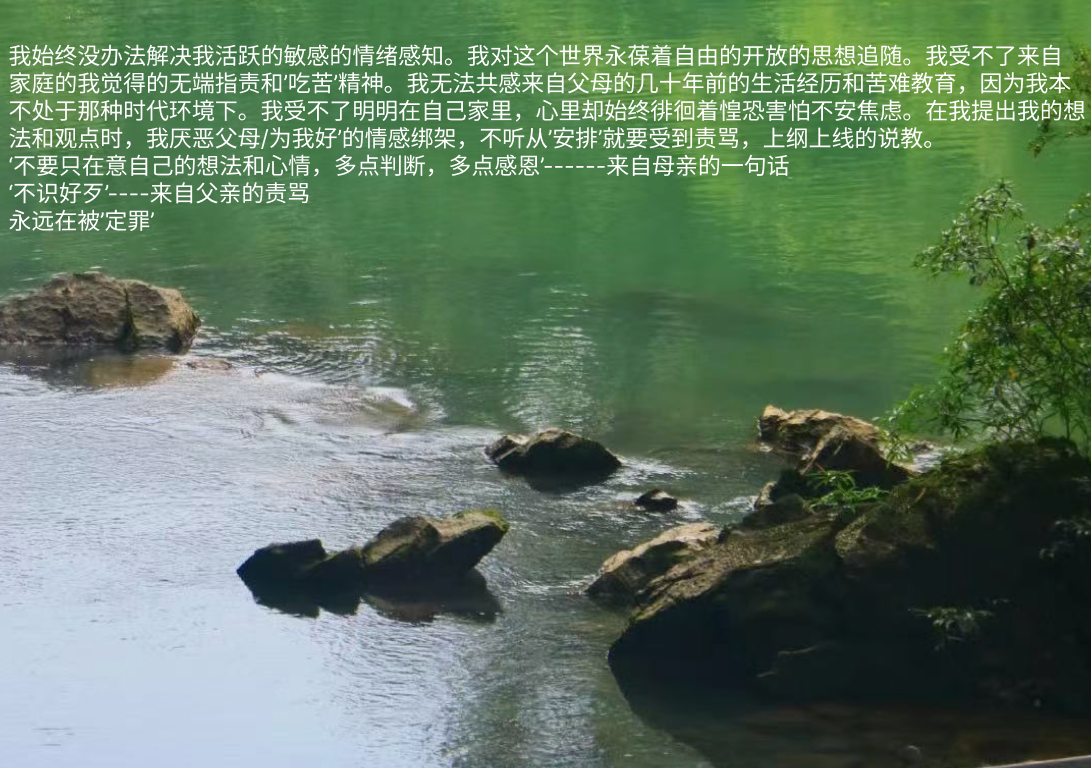 我始终没办法解决我活跃的敏感的情绪感知。我对这个世界永葆着自由的开放的思想追随。我受不了来自
家庭的我觉得的无端指责和’吃苦’精神。我无法共感来自父母的几十年前的生活经历和苦难教育，因为我本
不处于那种时代环境下。我受不了明明在自己家里，心里却始终徘徊着惶恐害怕不安焦虑。在我提出我的想
法和观点时，我厌恶父母/为我好’的情感绑架，不听从’安排’就要受到责骂，上纲上线的说教。
‘不要只在意自己的想法和心情，多点判断，多点感恩’------来自母亲的一句话
‘不识好歹’----来自父亲的责骂
永远在被’定罪’